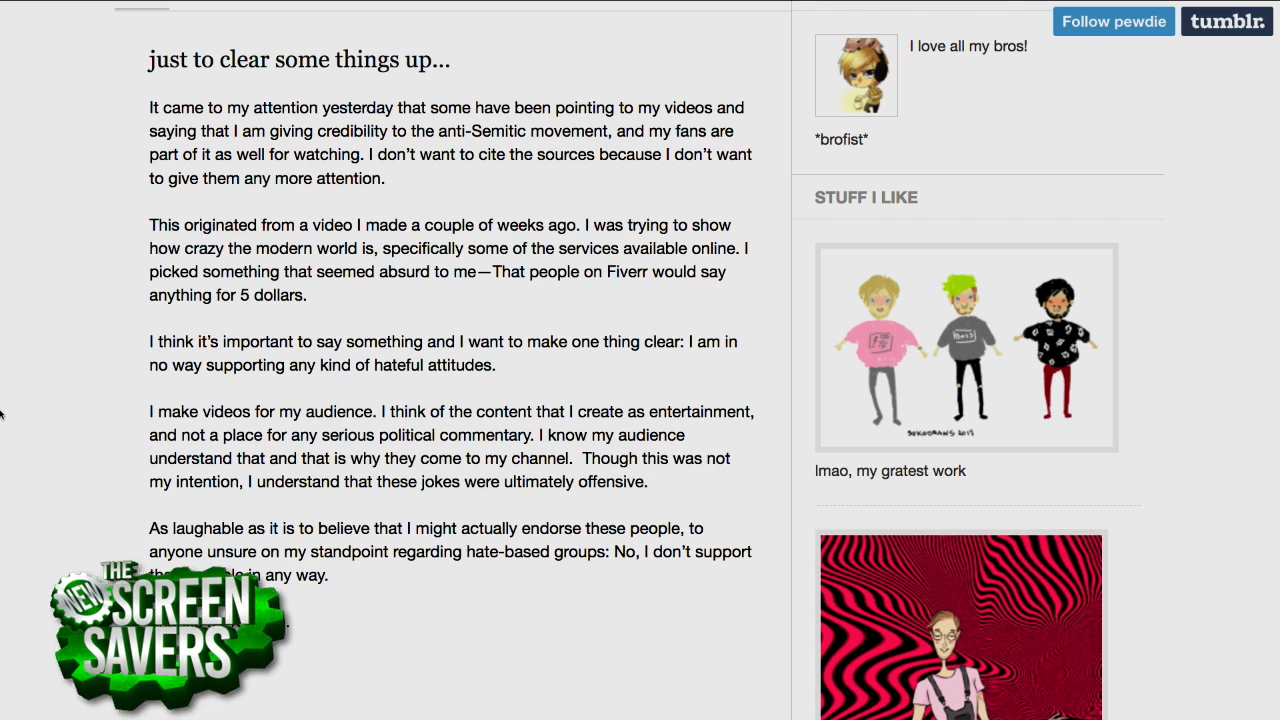 Follow pewdie
tumblr.
just to clear some things up...
It came to my attention yesterday that some have been pointing to my videos and
saying that I am giving credibility to the anti-Semitic movement, and my fans are
part of it as well for watching. I don’t want to cite the sources because I don’t want
to give them any more attention.
This originated from a video I made a couple of weeks ago. I was trying to show
how crazy the modern world is, specifically some of the services available online. I
picked something that seemed absurd to me—That people on Fiverr would say
anything for 5 dollars.
I think it’s important to say something and I want to make one thing clear: I am in
no way supporting any kind of hateful attitudes.
I make videos for my audience. I think of the content that I create as entertainment,
and not a place for any serious political commentary. I know my audience
understand that and that is why they come to my channel.  Though this was not
my intention, I understand that these jokes were ultimately offensive.
As laughable as it is to believe that I might actually endorse these people, to
anyone unsure on my standpoint regarding hate-based groups: No, I don’t support
in any way.
THE
NEW
SCREEN
SAVERS
I love all my bros!
*brofist*
STUFF I LIKE
lmao, my gratest work